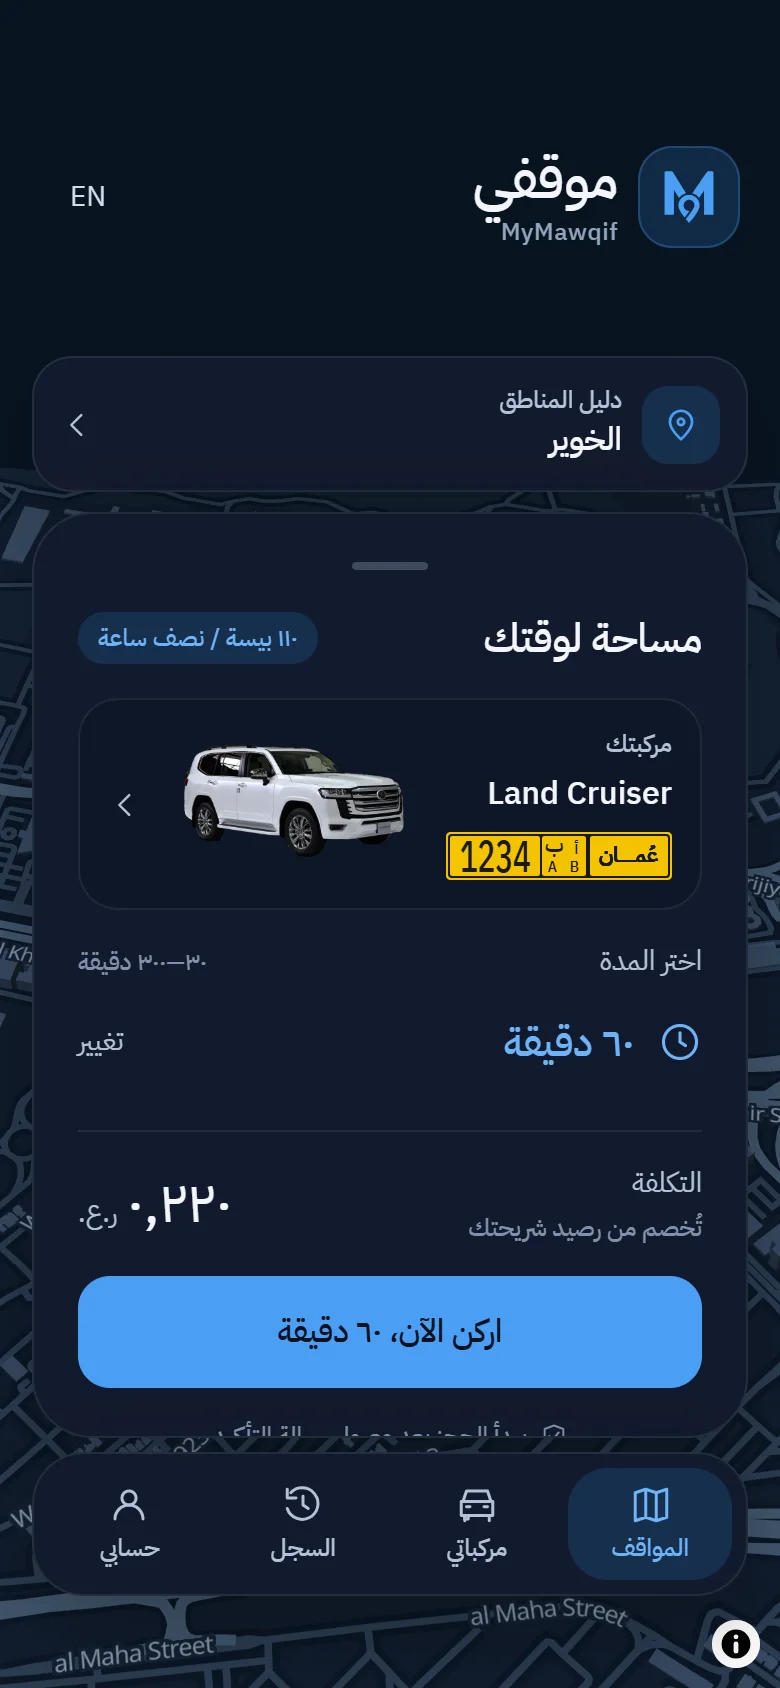 موقفي
MyMawqif
EN
دليل المناطق
الخوير
مساحة لوقتك
١١٠ بيسة / نصف ساعة
مركبتك
Land Cruiser
عُمـــان
أ ب
B A
1234
اختر المدة
٣٠–٣٠٠ دقيقة
٦٠ دقيقة
تغيير
التكلفة
٠,٢٢٠ ر.ع.
تُخصم من رصيد شريحتك
اركن الآن، ٦٠ دقيقة
المواقف
مركباتي
السجل
حسابي
al Maha Street
al Maha Street